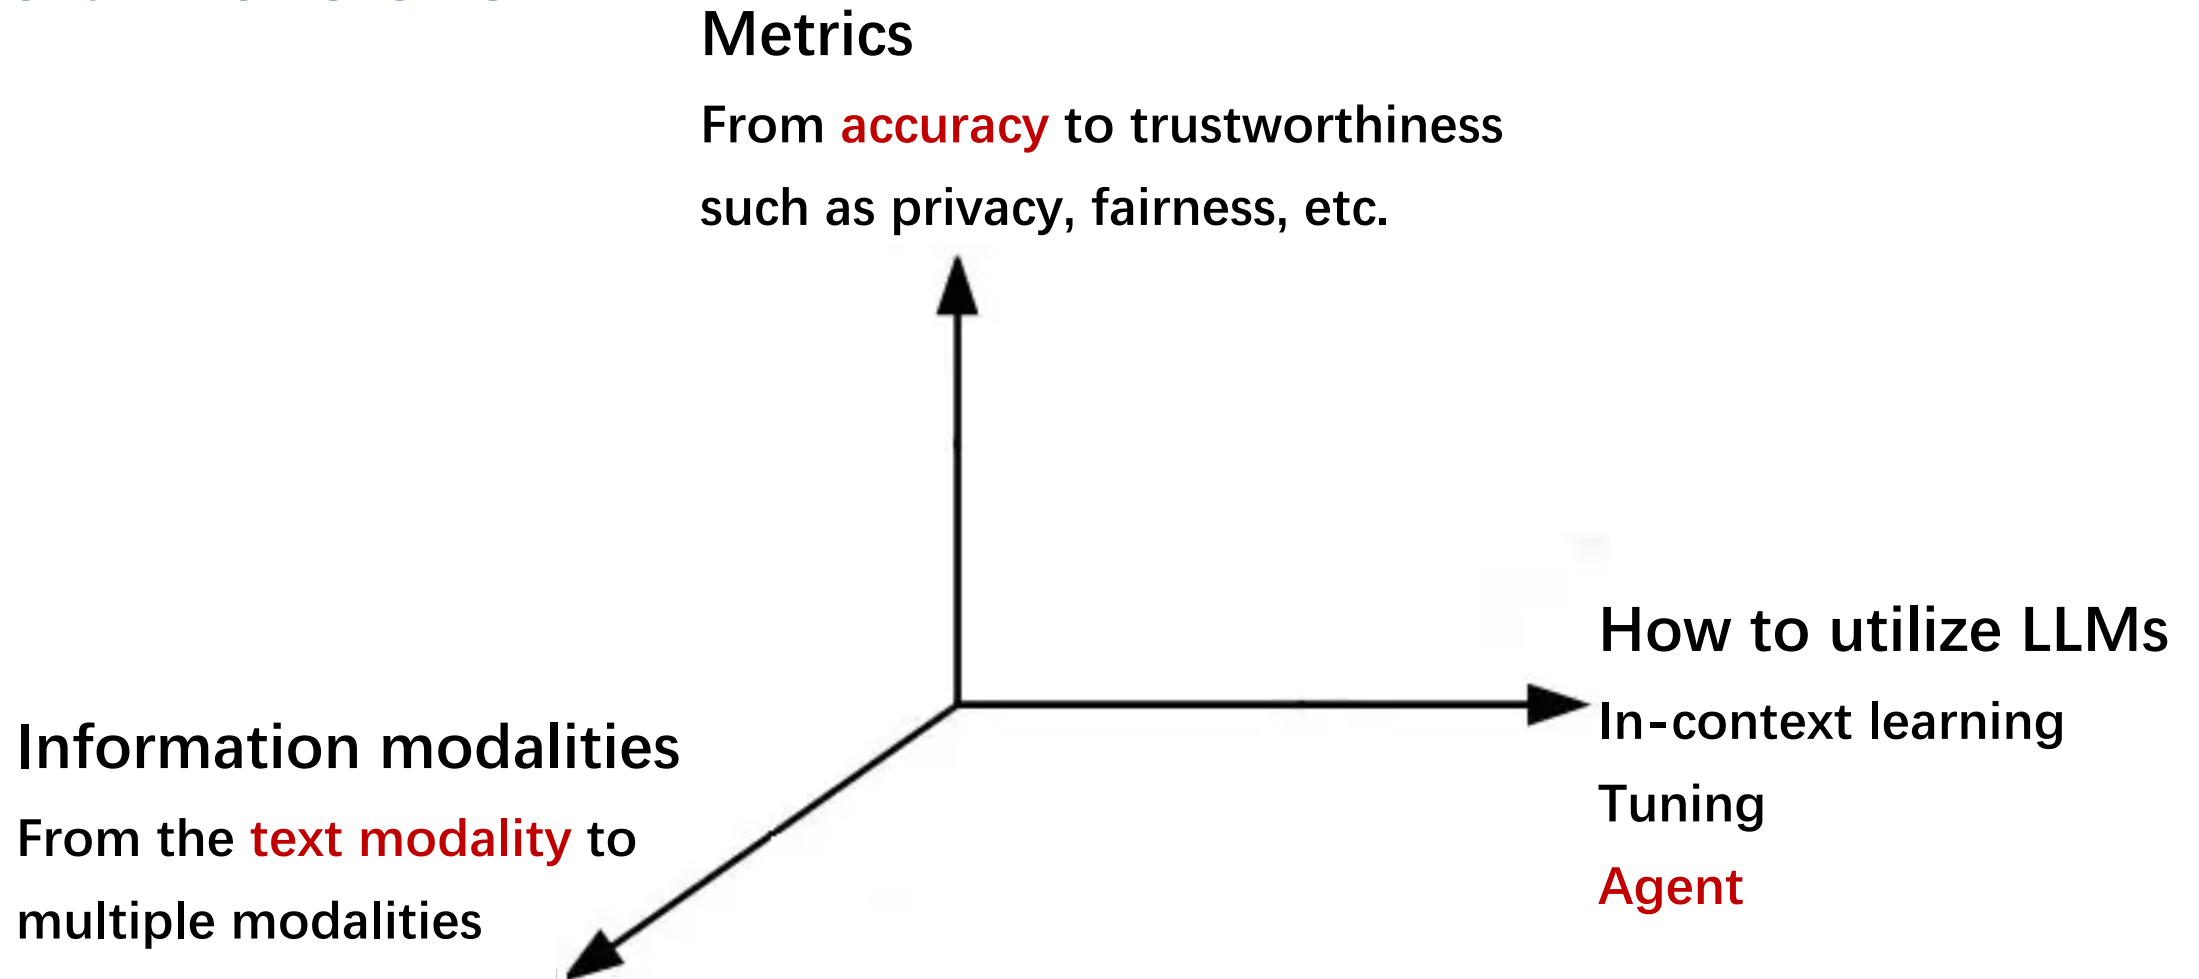 Metrics
From accuracy to trustworthiness
such as privacy, fairness, etc.
How to utilize LLMs
In-context learning
Tuning
Agent
Information modalities
From the text modality to
multiple modalities